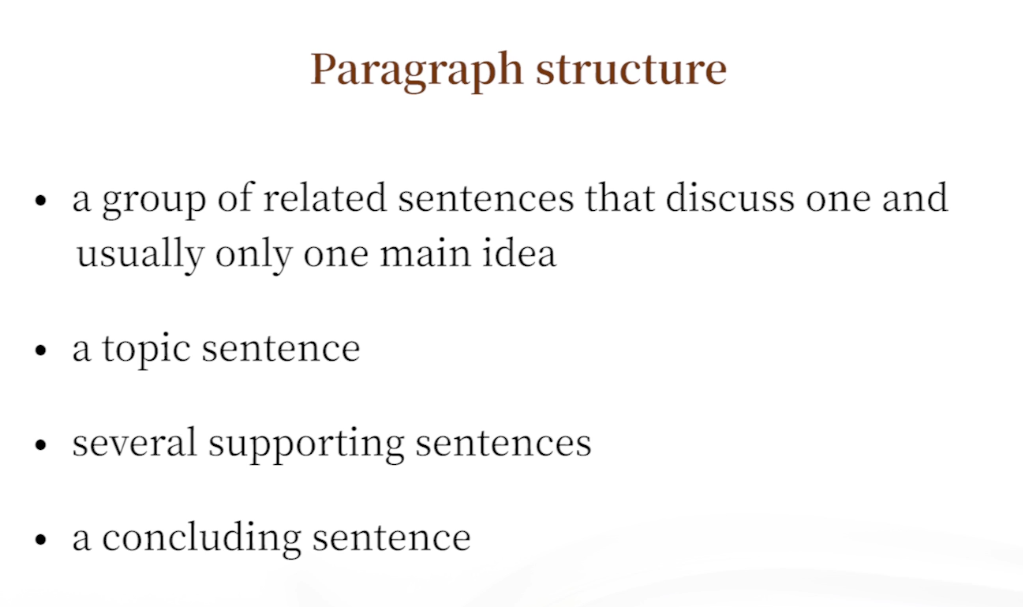 Paragraph structure
• a group of related sentences that discuss one and
usually only one main idea
• a topic sentence
• several supporting sentences
• a concluding sentence